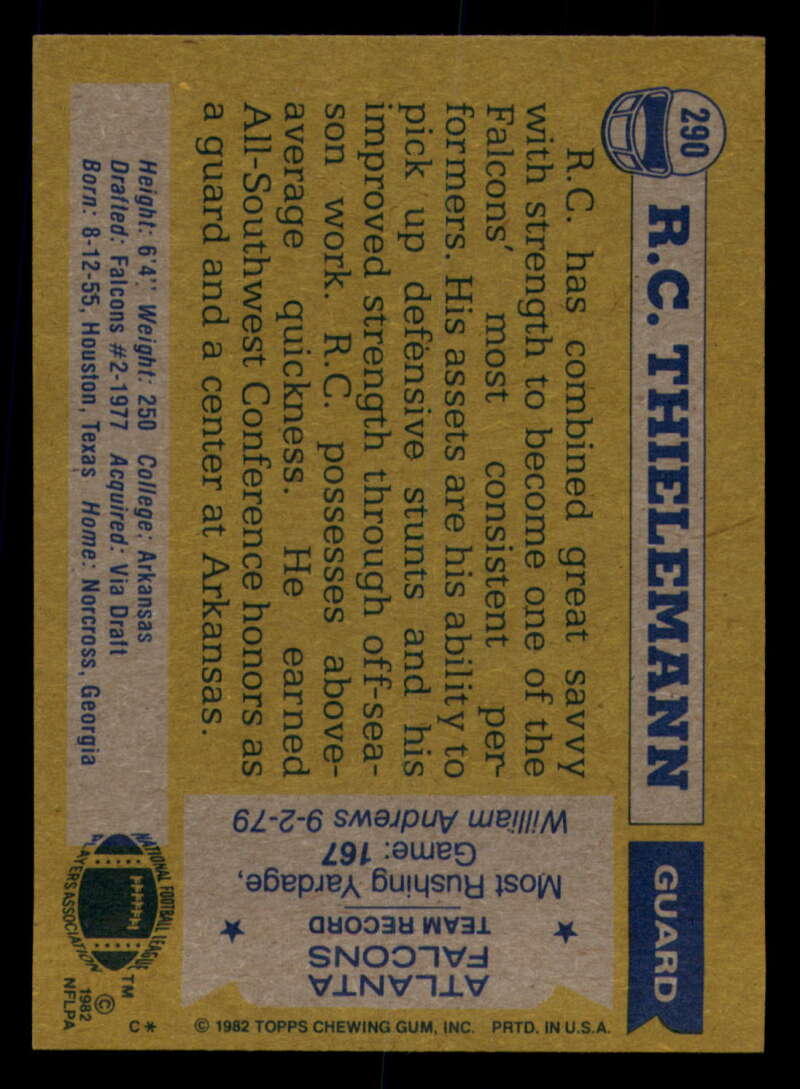 290
R.C. THIELEMANN
GUARD
R.C. has combined great savvy
with strength to become one of the
Falcons' most consistent per-
formers. His assets are his ability to
pick up defensive stunts and his
improved strength through off-sea-
son work. R.C. possesses above-
average quickness. He earned
All-Southwest Conference honors as
a guard and a center at Arkansas.
Height: 6'4" Weight: 250 College: Arkansas
Drafted: Falcons #2-1977 Acquired: Via Draft
Born: 8-12-55, Houston, Texas Home: Norcross, Georgia
ATLANTA
FALCONS
TEAM RECORD
Most Rushing Yardage,
Game: 167
William Andrews 9-2-79
NATIONAL FOOTBALL LEAGUE
PLAYERS ASSOCIATION
TM
© 1982
NFLPA
C*
© 1982 TOPPS CHEWING GUM, INC. PRTD. IN U.S.A.